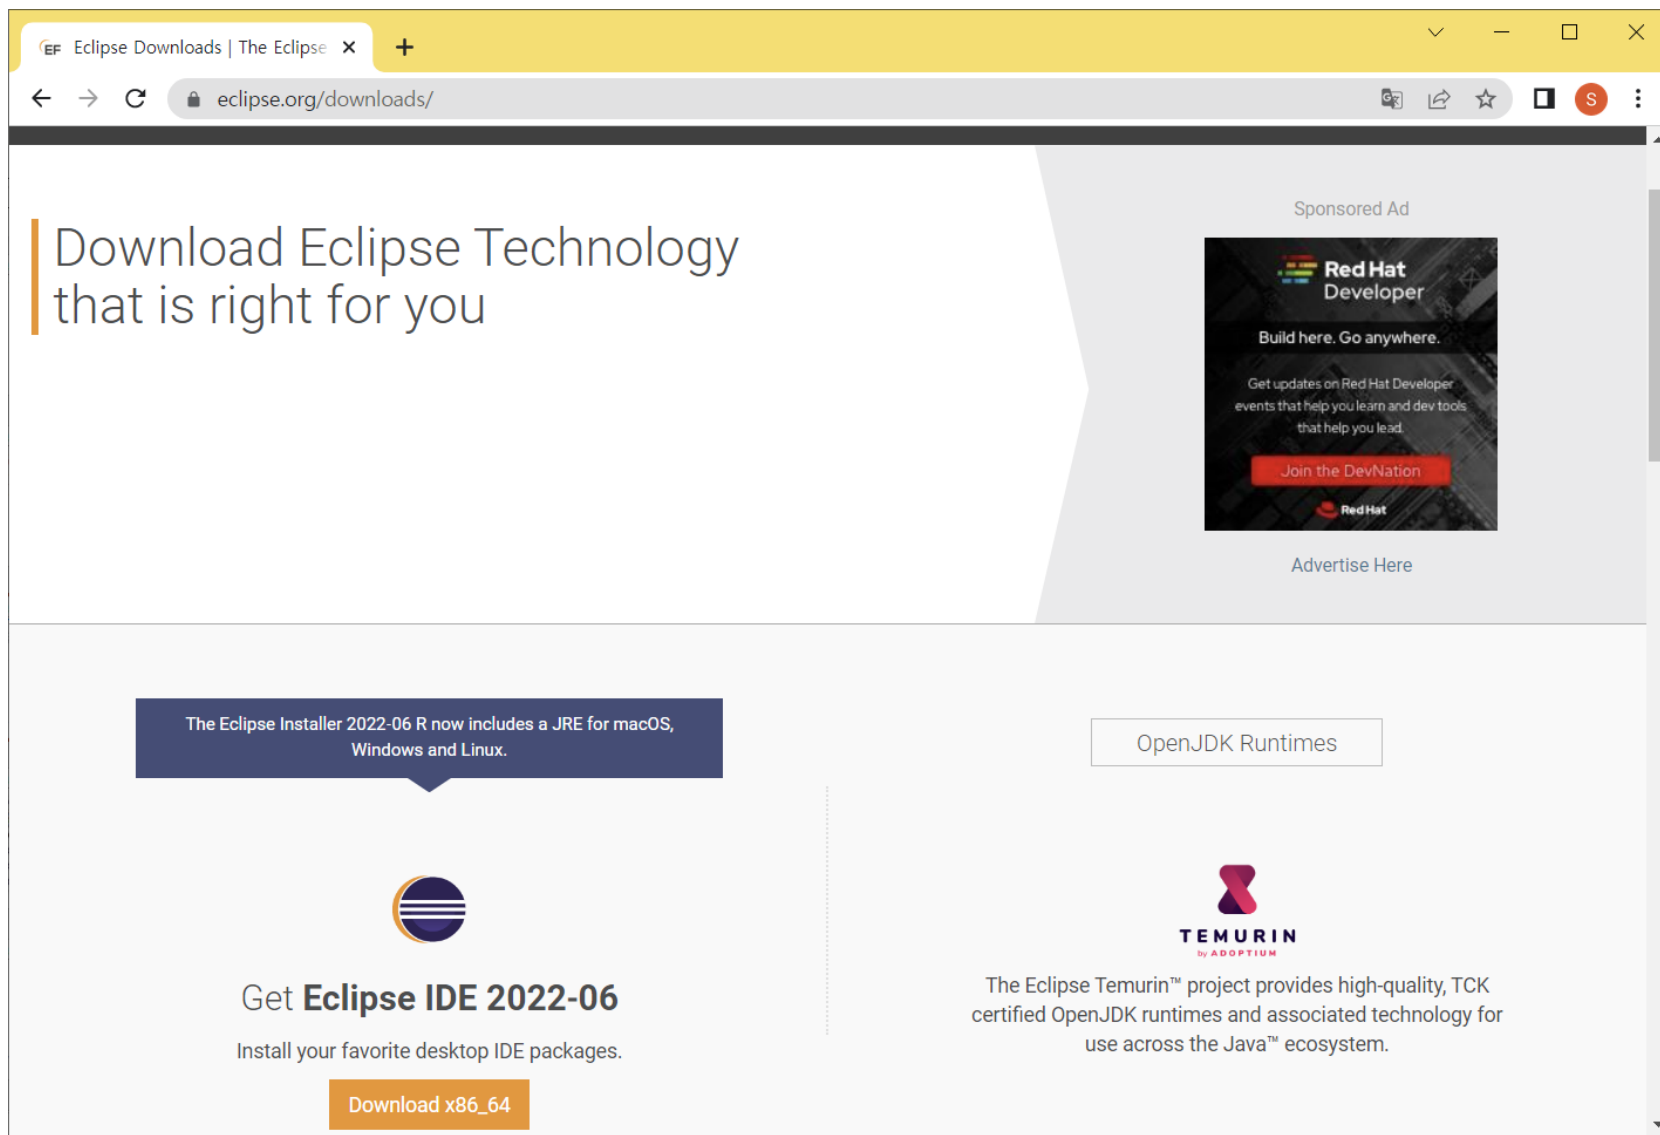 EF Eclipse Downloads | The Eclipse
eclipse.org/downloads/
S
Download Eclipse Technology
that is right for you
Sponsored Ad
Red Hat
Developer
Build here. Go anywhere.
Get updates on Red Hat Developer
events that help you learn and dev tools
that help you lead.
Join the DevNation
Red Hat
Advertise Here
The Eclipse Installer 2022-06 R now includes a JRE for macOS,
Windows and Linux.
Get Eclipse IDE 2022-06
Install your favorite desktop IDE packages.
Download x86_64
OpenJDK Runtimes
TEMURIN
by ADOPTIUM
The Eclipse Temurin™ project provides high-quality, TCK
certified OpenJDK runtimes and associated technology for
use across the Java™ ecosystem.